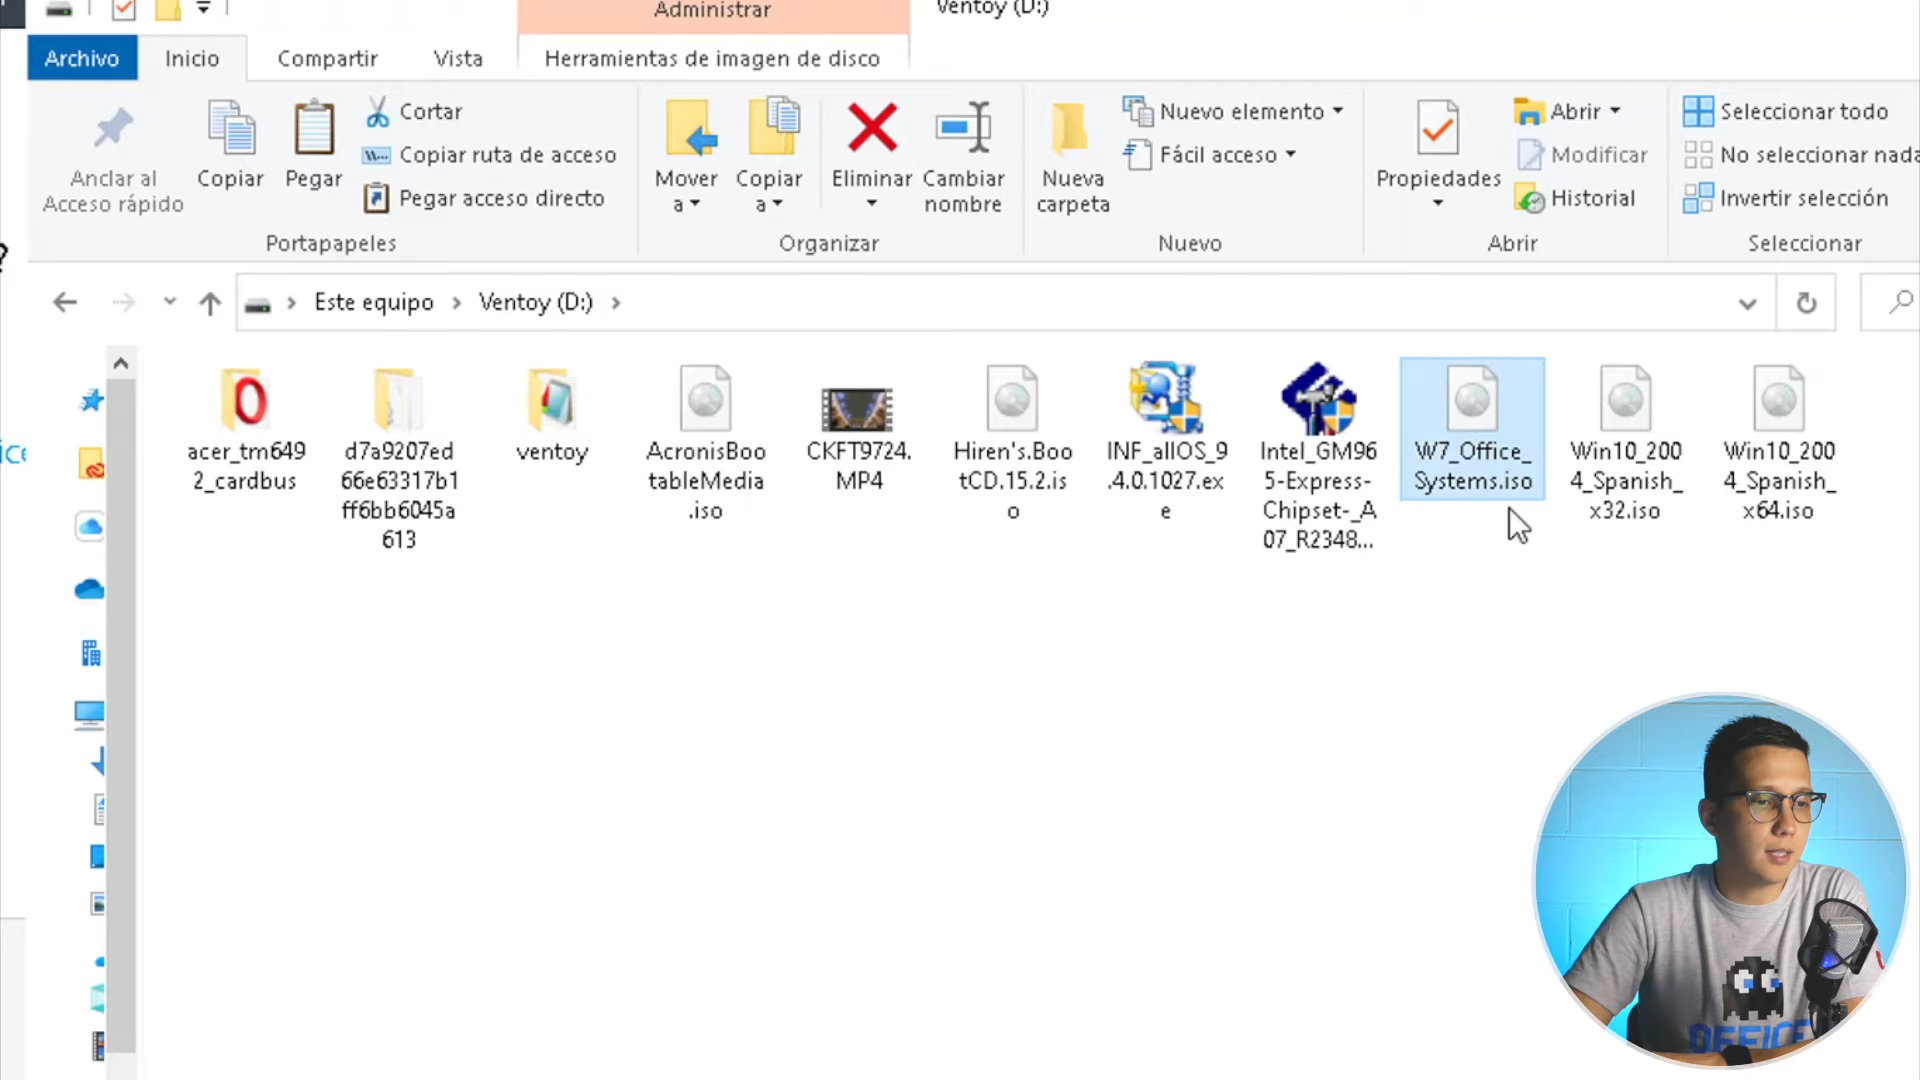 Administrar
Ventoy (D:)
Archivo
Inicio
Compartir
Vista
Herramientas de imagen de disco
Anclar al
Acceso rápido
Copiar
Pegar
Cortar
Copiar ruta de acceso
Pegar acceso directo
Portapapeles
Mover
a
Copiar
a
Eliminar
Cambiar
nombre
Organizar
Nueva
carpeta
Nuevo elemento
Fácil acceso
Nuevo
Propiedades
Abrir
Modificar
Historial
Abrir
Seleccionar todo
No seleccionar nada
Invertir selección
Seleccionar
?
Este equipo
Ventoy (D:)
acer_tm649
2_cardbus
d7a9207ed
66e63317b1
ff6bb6045a
613
ventoy
AcronisBoo
tableMedia
.iso
CKFT9724.
MP4
Hiren's.Boo
tCD.15.2.is
o
INF_allOS_9
.4.0.1027.ex
e
Intel_GM96
5-Express-
Chipset-_A
07_R2348...
W7_Office_
Systems.iso
Win10_200
4_Spanish_
x32.iso
Win10_200
4_Spanish_
x64.iso
OFFICE